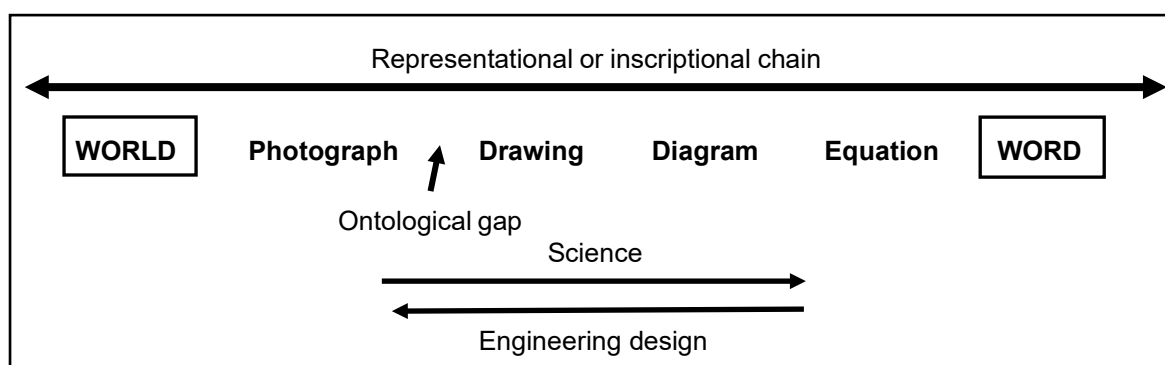 Representational or inscriptional chain
WORLD Photograph Drawing Diagram Equation WORD
Ontological gap
Science
Engineering design